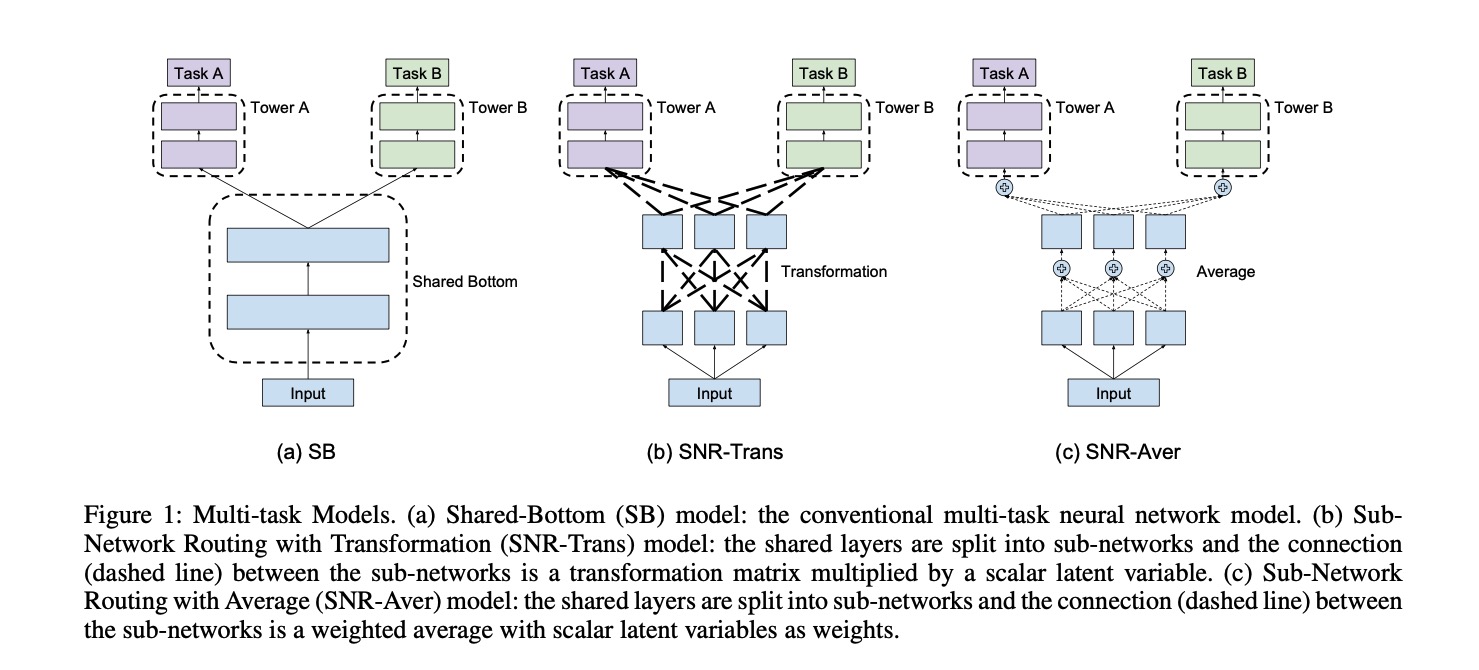 Task A
Task B
Tower A
Tower B
Shared Bottom
Input
(a) SB
Task A
Task B
Tower A
Tower B
Transformation
Input
(b) SNR-Trans
Task A
Task B
Tower A
Tower B
Average
Input
(c) SNR-Aver
Figure 1: Multi-task Models. (a) Shared-Bottom (SB) model: the conventional multi-task neural network model. (b) Sub-
Network Routing with Transformation (SNR-Trans) model: the shared layers are split into sub-networks and the connection
(dashed line) between the sub-networks is a transformation matrix multiplied by a scalar latent variable. (c) Sub-Network
Routing with Average (SNR-Aver) model: the shared layers are split into sub-networks and the connection (dashed line) between
the sub-networks is a weighted average with scalar latent variables as weights.